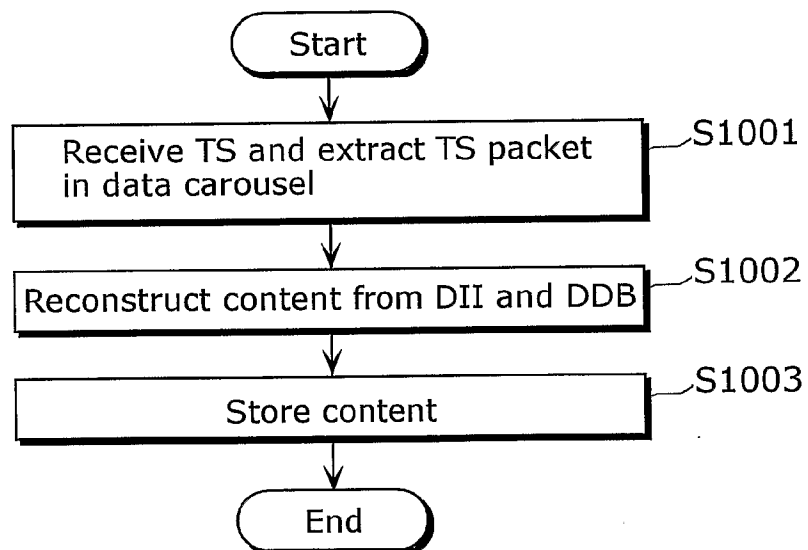 Start
Receive TS and extract TS packet
in data carousel
S1001
Reconstruct content from DII and DDB
S1002
Store content
S1003
End